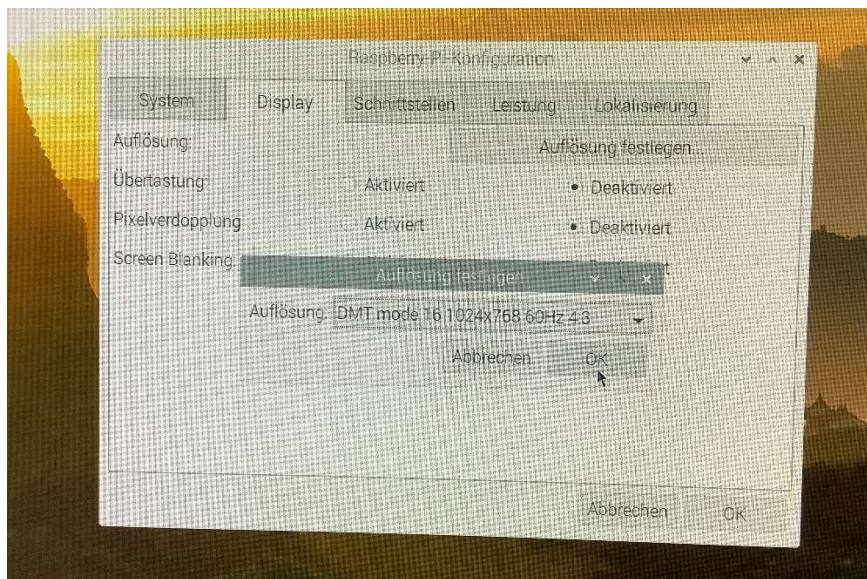 Raspberry-Pi-Konfiguration
System Display Schnittstellen Leistung Lokalisierung
Auflösung: Auflösung festlegen...
Übertastung: Aktiviert Deaktiviert
Pixelverdopplung Aktiviert Deaktiviert
Screen Blanking:
Auflösung festlegen
Auflösung: DMT mode 16 1024x768 60Hz 4:3
Abbrechen OK
Abbrechen OK